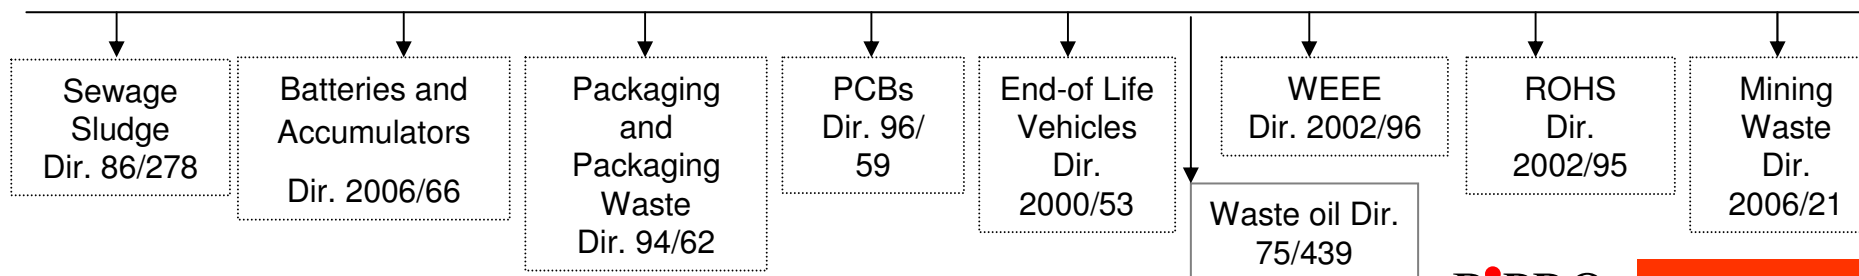 Sewage
Sludge
Dir. 86/278
Batteries and
Accumulators
Dir. 2006/66
Packaging
and
Packaging
Waste
Dir. 94/62
PCBs
Dir. 96/
59
End-of Life
Vehicles
Dir.
2000/53
Waste oil Dir.
75/439
WEEE
Dir. 2002/96
ROHS
Dir.
2002/95
Mining
Waste
Dir.
2006/21